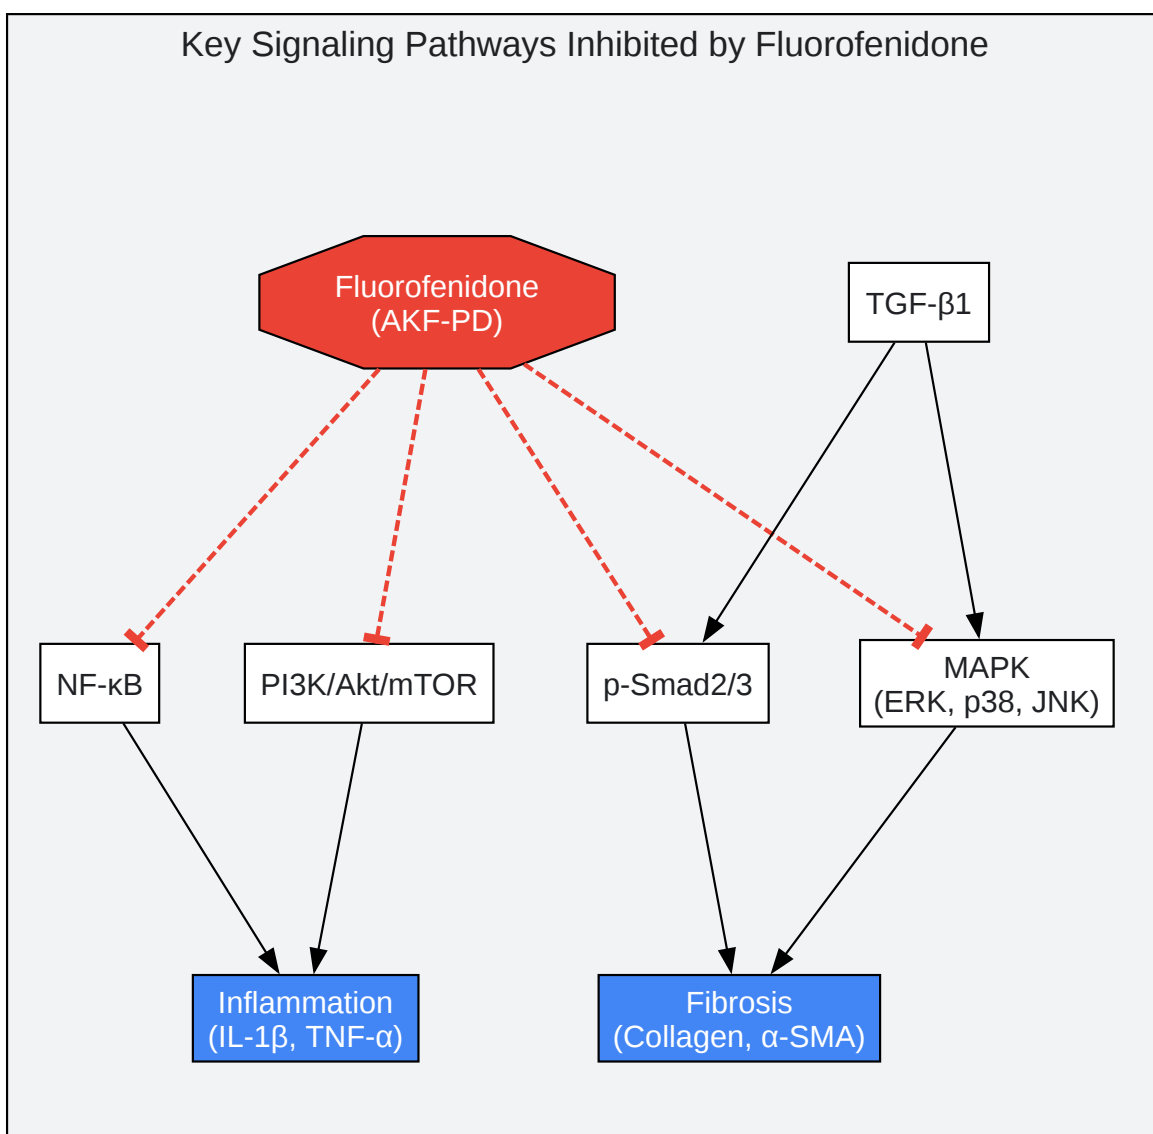 Key Signaling Pathways Inhibited by Fluorofenidone
Fluorofenidone
(AKF-PD)
TGF-β1
NF-κB
PI3K/Akt/mTOR
p-Smad2/3
MAPK
(ERK, p38, JNK)
Inflammation
(IL-1β, TNF-α)
Fibrosis
(Collagen, α-SMA)